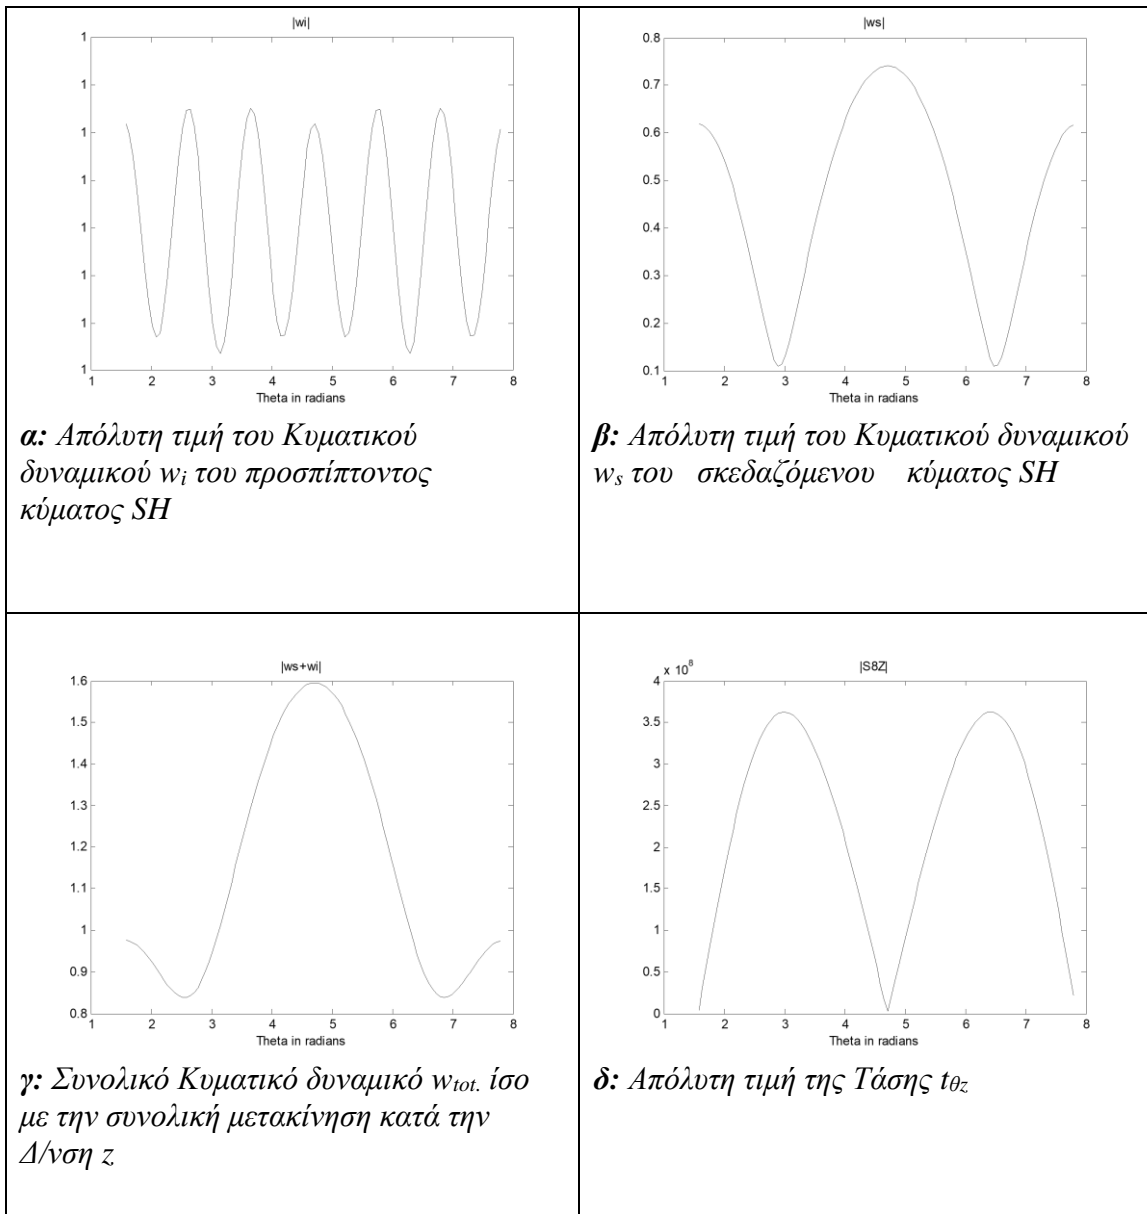 |wi|
1
1
1
1
1
1
1
1
1 2 3 4 5 6 7 8
Theta in radians
α: Απόλυτη τιμή του Κυματικού
δυναμικού wi του προσπίπτοντος
κύματος SH
|ws|
0.8
0.7
0.6
0.5
0.4
0.3
0.2
0.1
1 2 3 4 5 6 7 8
Theta in radians
β: Απόλυτη τιμή του Κυματικού δυναμικού
ws του σκεδαζόμενου κύματος SH
|ws+wi|
1.6
1.5
1.4
1.3
1.2
1.1
1
0.9
0.8
1 2 3 4 5 6 7 8
Theta in radians
γ: Συνολικό Κυματικό δυναμικό wtot. ίσο
με την συνολική μετακίνηση κατά την
Δ/νση z
|S8Z|
x 10^8
4
3.5
3
2.5
2
1.5
1
0.5
0
1 2 3 4 5 6 7 8
Theta in radians
δ: Απόλυτη τιμή της Τάσης tθz